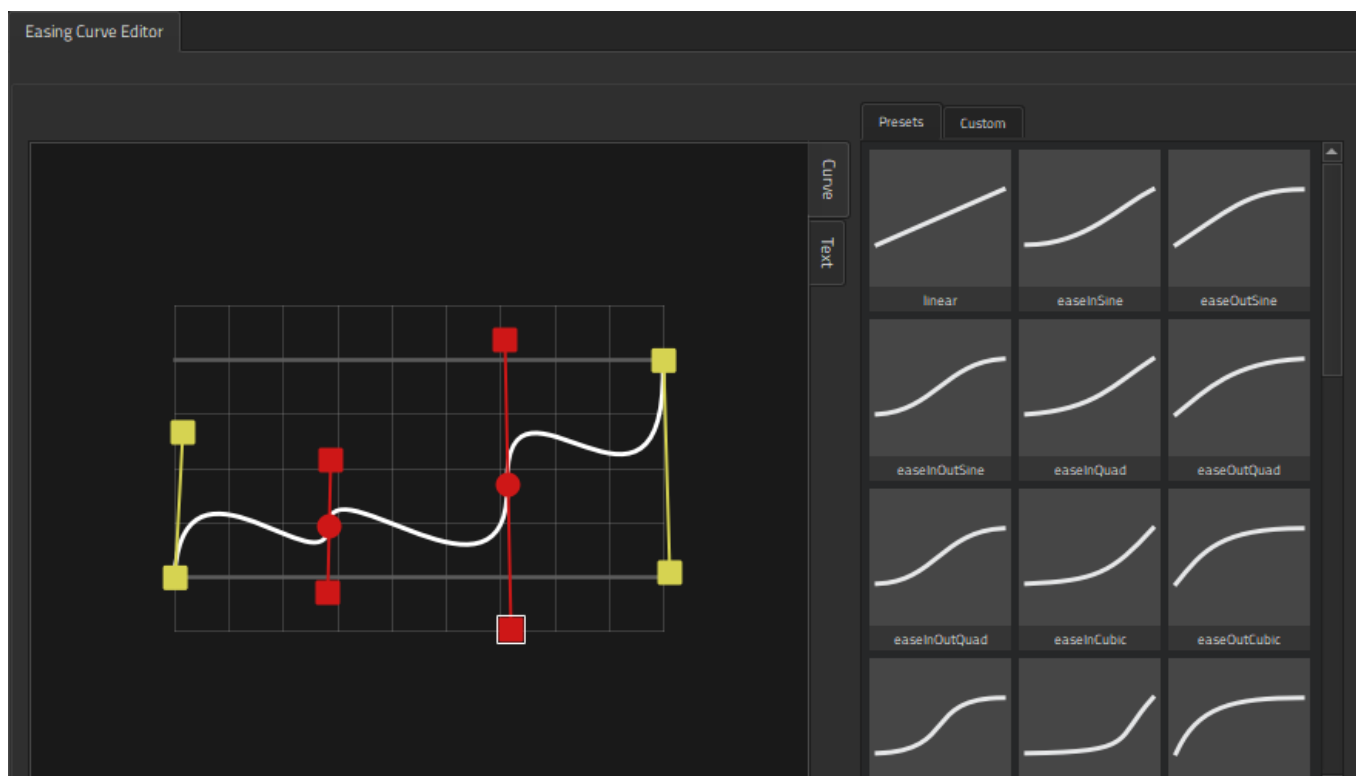 Easing Curve Editor
Presets
Custom
Curve
Text
linear
easeInSine
easeOutSine
easeInOutSine
easeInQuad
easeOutQuad
easeInOutQuad
easeInCubic
easeOutCubic